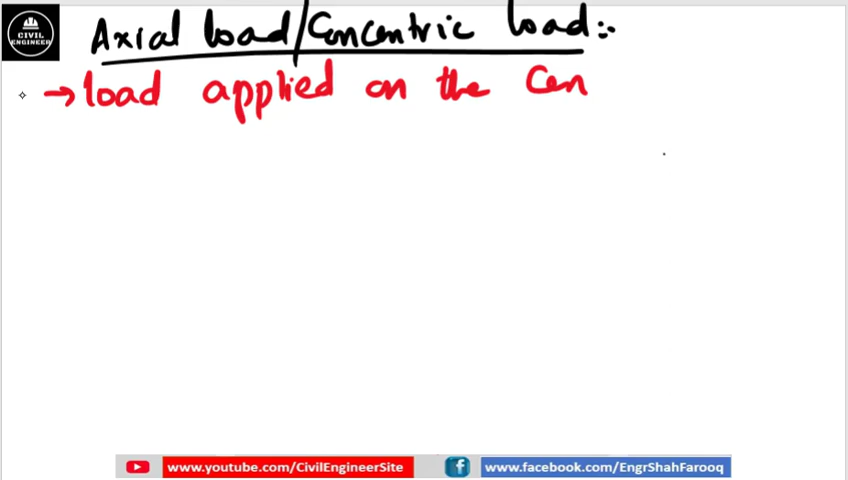 Axial load/Concentric load:-
CIVIL
ENGINEER
→ load applied on the Cen
www.youtube.com/CivilEngineerSite
www.facebook.com/EngrShahFarooq